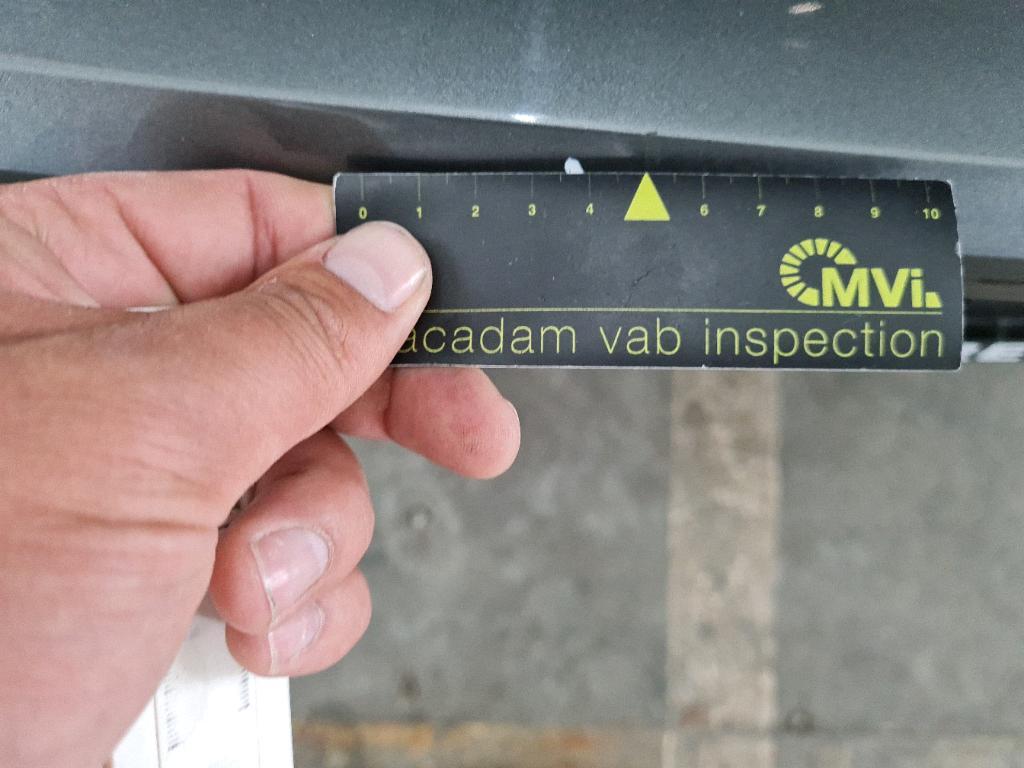 0 1 2 3 4 6 7 8 9 10
MVi
acadam vab inspection